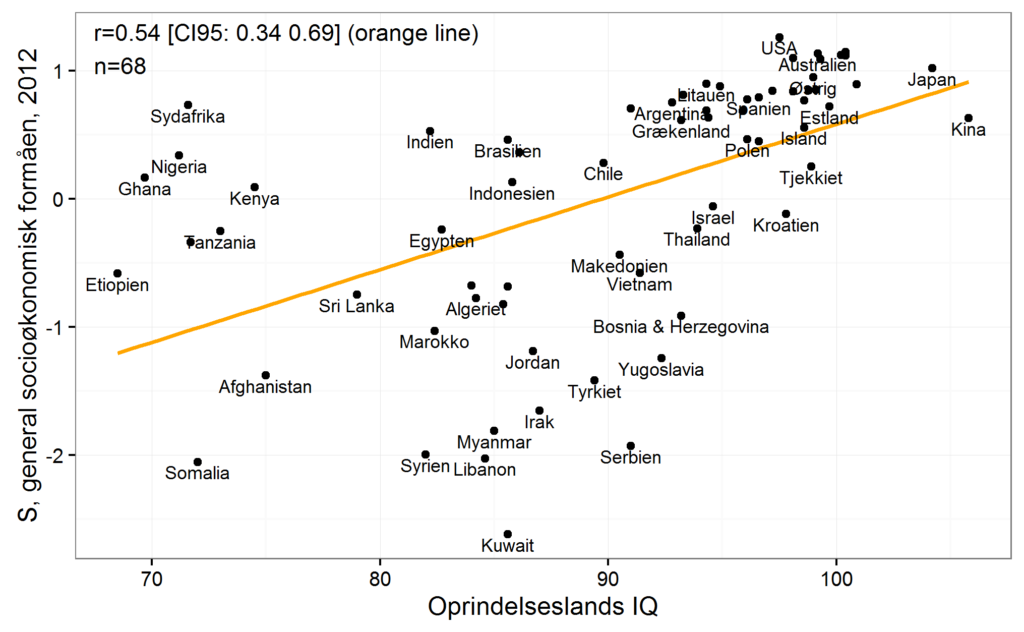 r=0.54 [CI95: 0.34 0.69] (orange line)
n=68
S, general socioøkonomisk formåen, 2012
1
0
-1
-2
USA
Australien
Japan
Østrig
Litauen
Spanien
Argentina
Estland
Sydafrika
Grækenland
Kina
Island
Indien
Brasilien
Polen
Nigeria
Chile
Tjekkiet
Ghana
Kenya
Indonesien
Israel
Kroatien
Tanzania
Egypten
Thailand
Makedonien
Etiopien
Vietnam
Sri Lanka
Algeriet
Bosnia & Herzegovina
Marokko
Jordan
Yugoslavia
Afghanistan
Tyrkiet
Irak
Myanmar
Serbien
Syrien
Libanon
Somalia
Kuwait
70
80
90
100
Oprindelseslands IQ